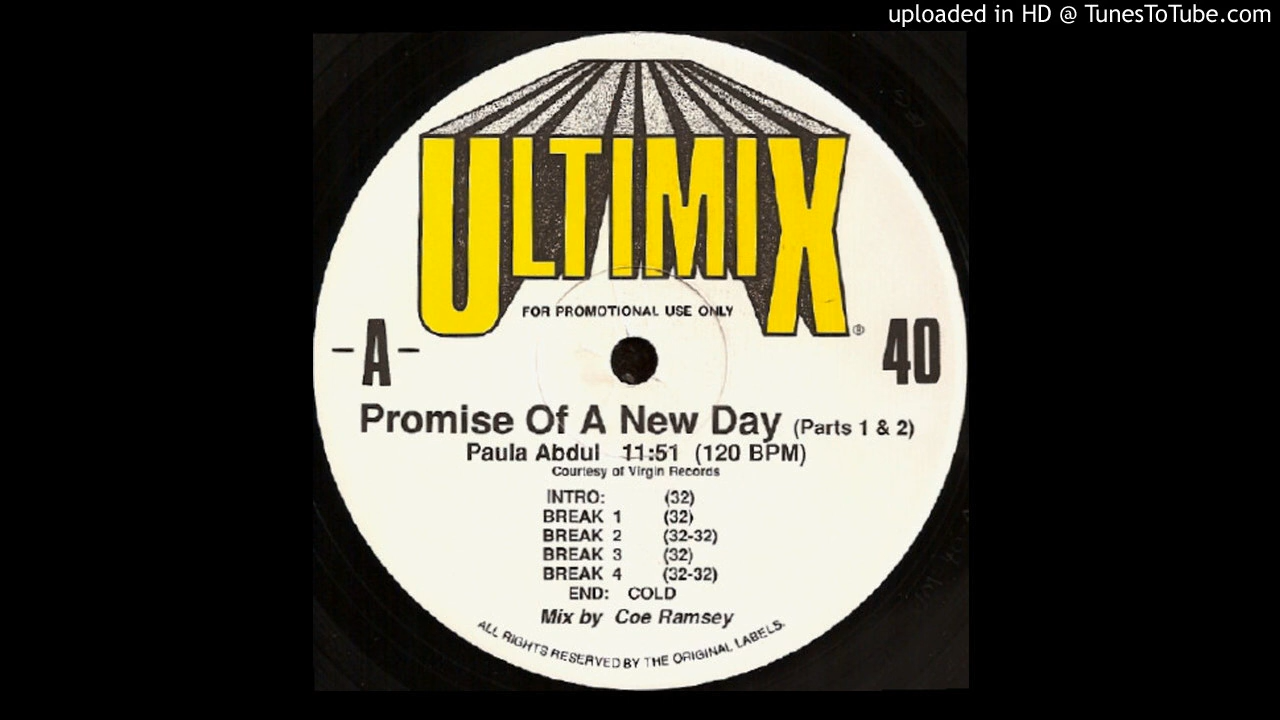 uploaded in HD @ TunesToTube.com
ULTIMIX
®
FOR PROMOTIONAL USE ONLY
-A-
40
Promise Of A New Day (Parts 1 & 2)
Paula Abdul 11:51 (120 BPM)
Courtesy of Virgin Records
INTRO: (32)
BREAK 1 (32)
BREAK 2 (32-32)
BREAK 3 (32)
BREAK 4 (32-32)
END: COLD
Mix by Coe Ramsey
ALL RIGHTS RESERVED BY THE ORIGINAL LABELS.